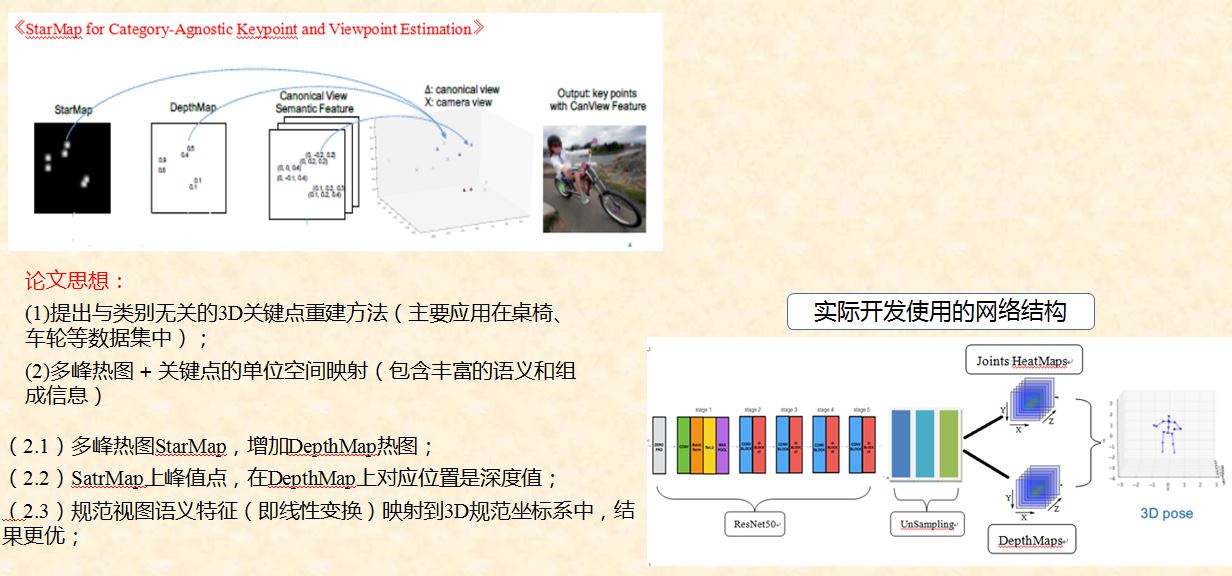 《StarMap for Category-Agnostic Keypoint and Viewpoint Estimation》
StarMap
DepthMap
Canonical View
Semantic Feature
Δ: canonical view
X: camera view
Output: key points
with CanView Feature
0.5
0.4
0.9
0.6
0.1
0.1
(0, -0.2, 0.2)
(0, 0.2, 0.2)
(0, 0, 0.4)
(0, -0.1, 0.4)
(0.1, 0.2, 0.3)
(0.1, 0.2, 0.4)
论文思想：
(1)提出与类别无关的3D关键点重建方法（主要应用在桌椅、
车轮等数据集中）；
(2)多峰热图 + 关键点的单位空间映射（包含丰富的语义和组
成信息）
（2.1）多峰热图StarMap，增加DepthMap热图；
（2.2）SatrMap上峰值点，在DepthMap上对应位置是深度值；
（2.3）规范视图语义特征（即线性变换）映射到3D规范坐标系中，结
果更优；
实际开发使用的网络结构
Joints HeatMaps
stage 1
stage 2
stage 3
stage 4
stage 5
ZERO PAD
CONV
Batch Norm
ReLU
MAX POOL
CONV BLOCK
ID BLOCK
CONV BLOCK
ID BLOCK
CONV BLOCK
ID BLOCK
CONV BLOCK
ID BLOCK
Y
X
Z
Y
X
Z
ResNet50
UnSampling
DepthMaps
3D pose